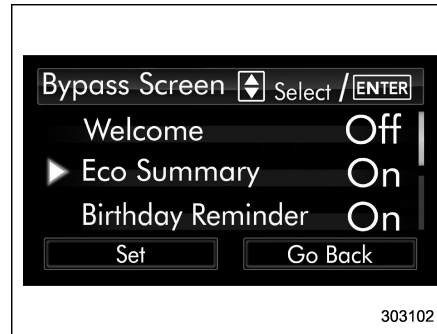 Bypass Screen Select / ENTER
Welcome Off
Eco Summary On
Birthday Reminder On
Set Go Back
303102